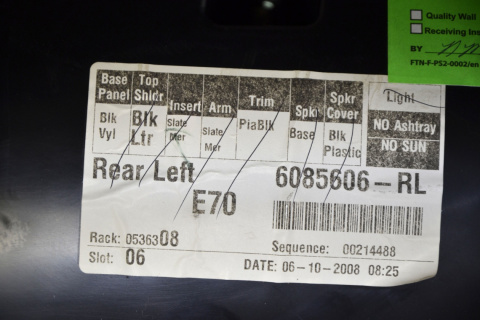 Quality Wall
Receiving Ins
BY
FTN-F-PS2-0002/en
Base Panel Top Shldr Insert Arm Trim Spkr Spkr Cover Light
Blk Vyl Blk Ltr Slate Mer Slate Mer PiaBlk Base Blk Plastic NO Ashtray
NO SUN
Rear Left 6085606-RL
E70
Rack: 0536308
Sequence: 00214488
Slot: 06
DATE: 06-10-2008 08:25